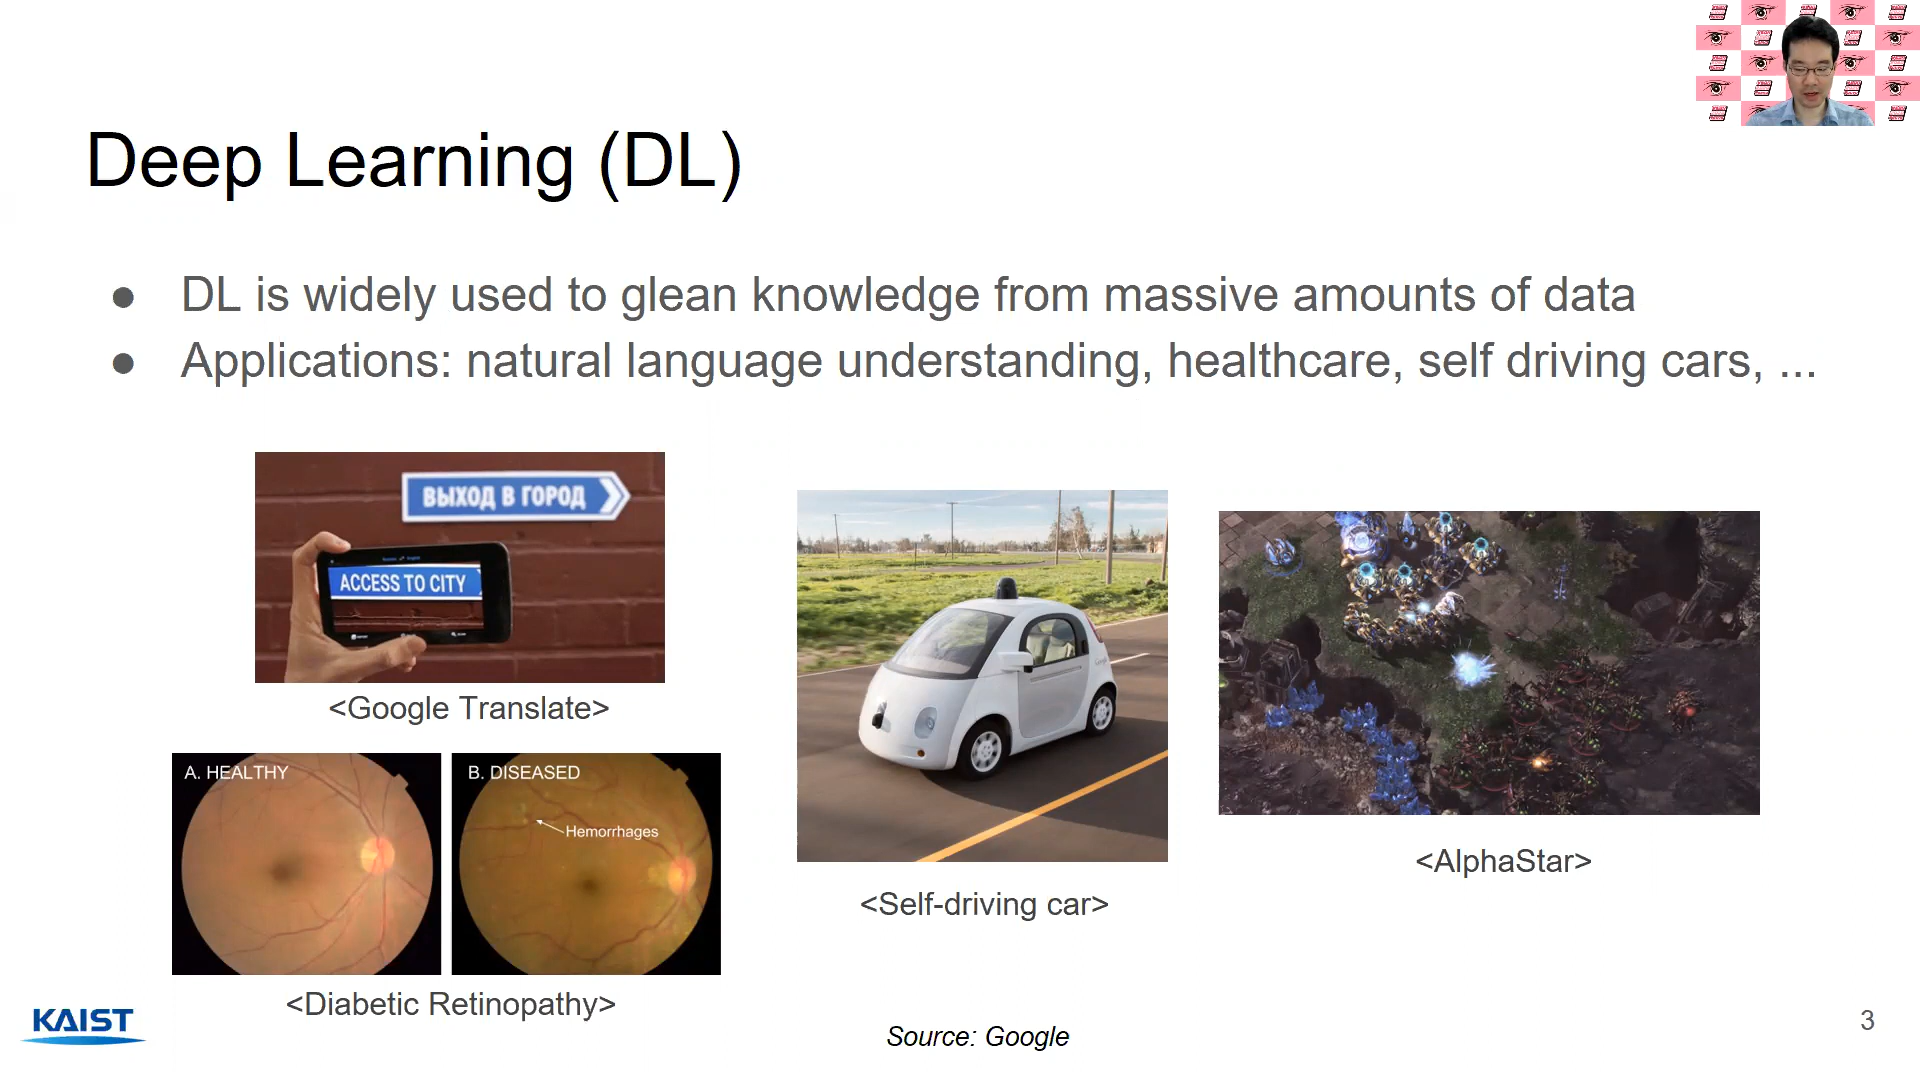 Deep Learning (DL)
● DL is widely used to glean knowledge from massive amounts of data
● Applications: natural language understanding, healthcare, self driving cars, ...
ВЫХОД В ГОРОД
ACCESS TO CITY
<Google Translate>
A. HEALTHY
B. DISEASED
Hemorrhages
<Diabetic Retinopathy>
<Self-driving car>
<AlphaStar>
KAIST
Source: Google
3